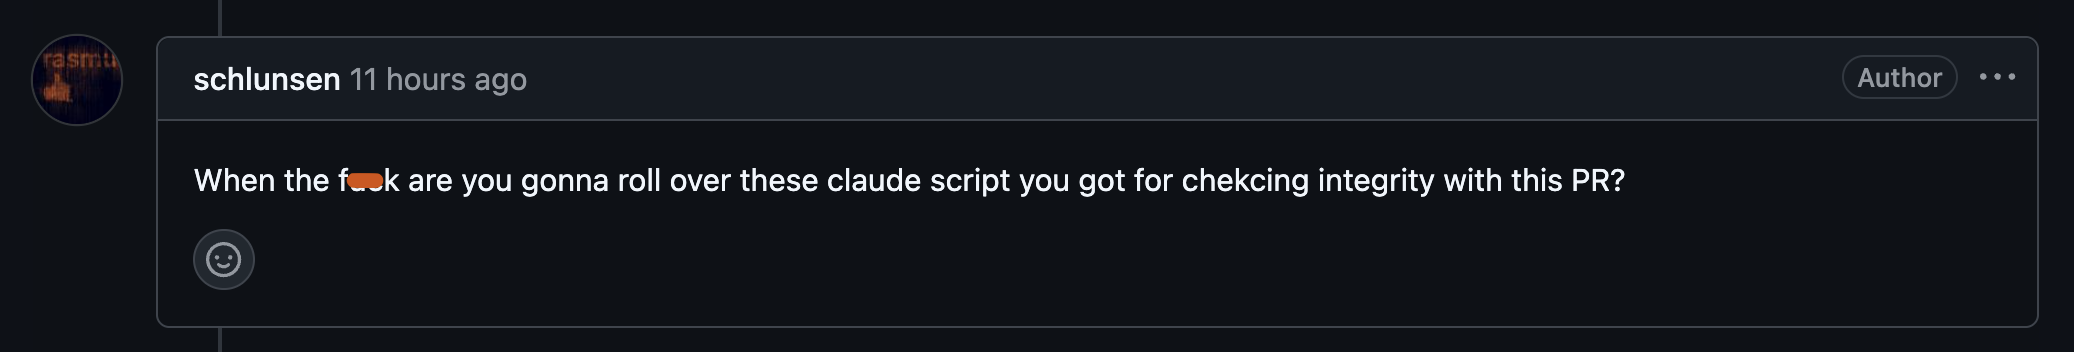 rasmu
schlunsen 11 hours ago
Author
When the are you gonna roll over these claude script you got for chekcing integrity with this PR?